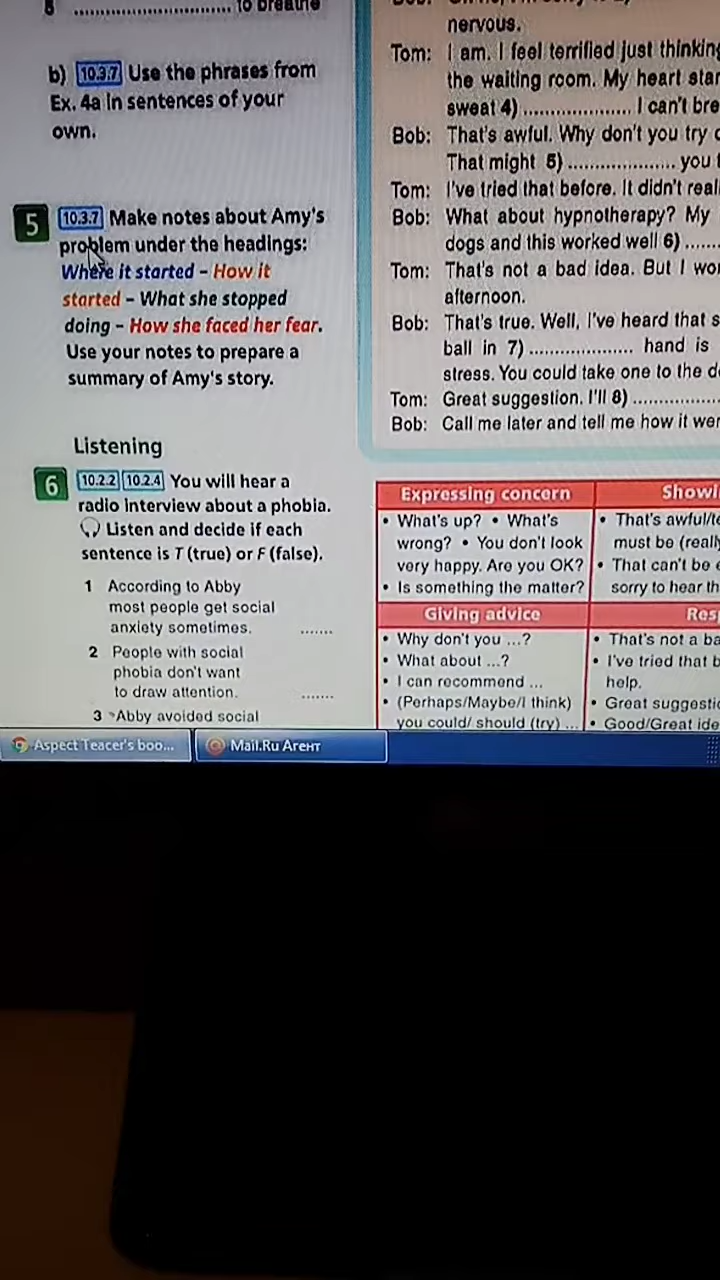 8 .............................. to breathe
b) 10.3.7 Use the phrases from
Ex. 4a in sentences of your
own.
5 10.3.7 Make notes about Amy's
problem under the headings:
Where it started – How it
started – What she stopped
doing – How she faced her fear.
Use your notes to prepare a
summary of Amy's story.
Listening
6 10.2.2 10.2.4 You will hear a
radio interview about a phobia.
Listen and decide if each
sentence is T (true) or F (false).
1 According to Abby
most people get social
anxiety sometimes. .......
2 People with social
phobia don't want
to draw attention. .......
3 Abby avoided social
nervous.
Tom: I am. I feel terrified just thinking
the waiting room. My heart star
sweat 4) .................... I can't bre
Bob: That's awful. Why don't you try
That might 5) .................... you
Tom: I've tried that before. It didn't real
Bob: What about hypnotherapy? My
dogs and this worked well 6) ......
Tom: That's not a bad idea. But I wo
afternoon.
Bob: That's true. Well, I've heard that s
ball in 7) .................... hand is
stress. You could take one to the d
Tom: Great suggestion. I'll 8) ................
Bob: Call me later and tell me how it wer
Expressing concern
• What's up? • What's
wrong? • You don't look
very happy. Are you OK?
• Is something the matter?
Showi
• That's awful/te
must be (really
• That can't be e
sorry to hear th
Giving advice
• Why don't you ...?
• What about ...?
• I can recommend ...
• (Perhaps/Maybe/I think)
you could/ should (try) ...
Resp
• That's not a ba
• I've tried that b
help.
• Great suggestio
• Good/Great ide
Aspect Teacer's boo...
Mail.Ru Агент